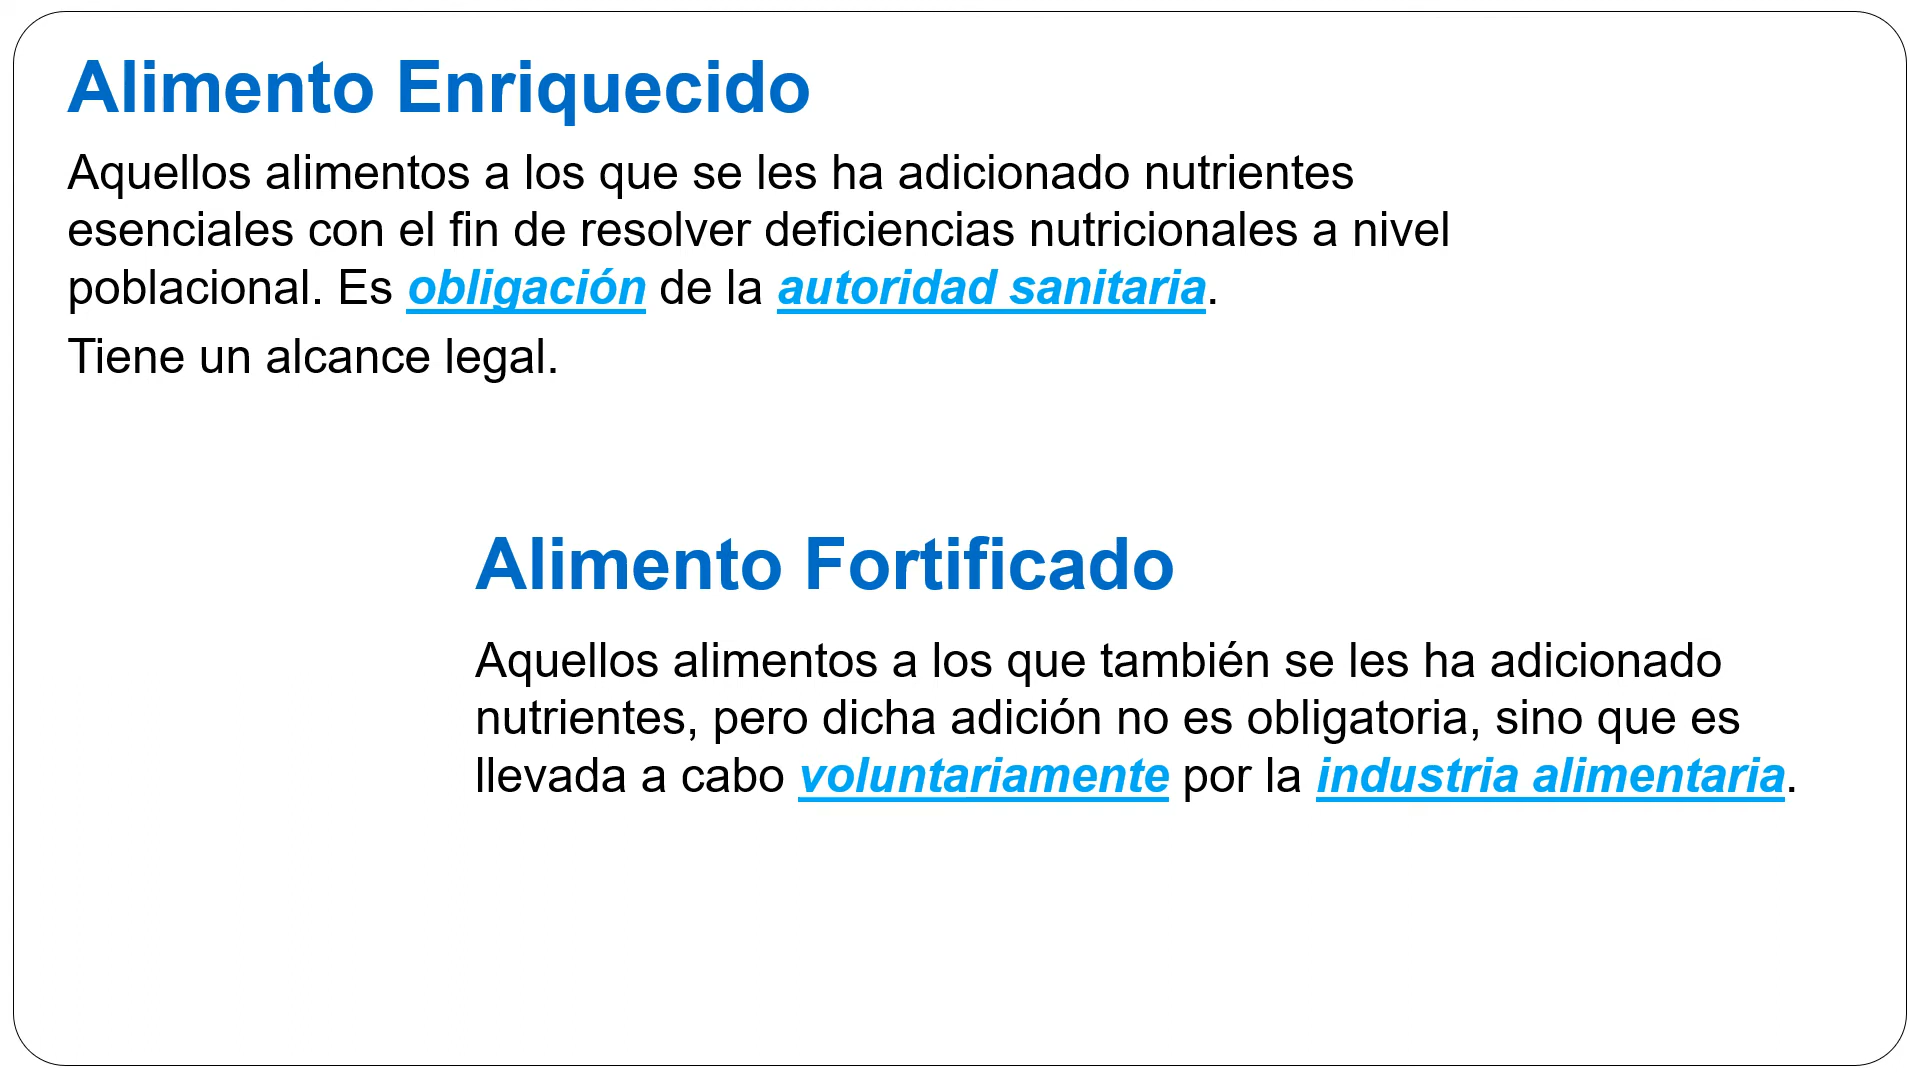 Alimento Enriquecido
Aquellos alimentos a los que se les ha adicionado nutrientes
esenciales con el fin de resolver deficiencias nutricionales a nivel
poblacional. Es obligación de la autoridad sanitaria.
Tiene un alcance legal.
Alimento Fortificado
Aquellos alimentos a los que también se les ha adicionado
nutrientes, pero dicha adición no es obligatoria, sino que es
llevada a cabo voluntariamente por la industria alimentaria.